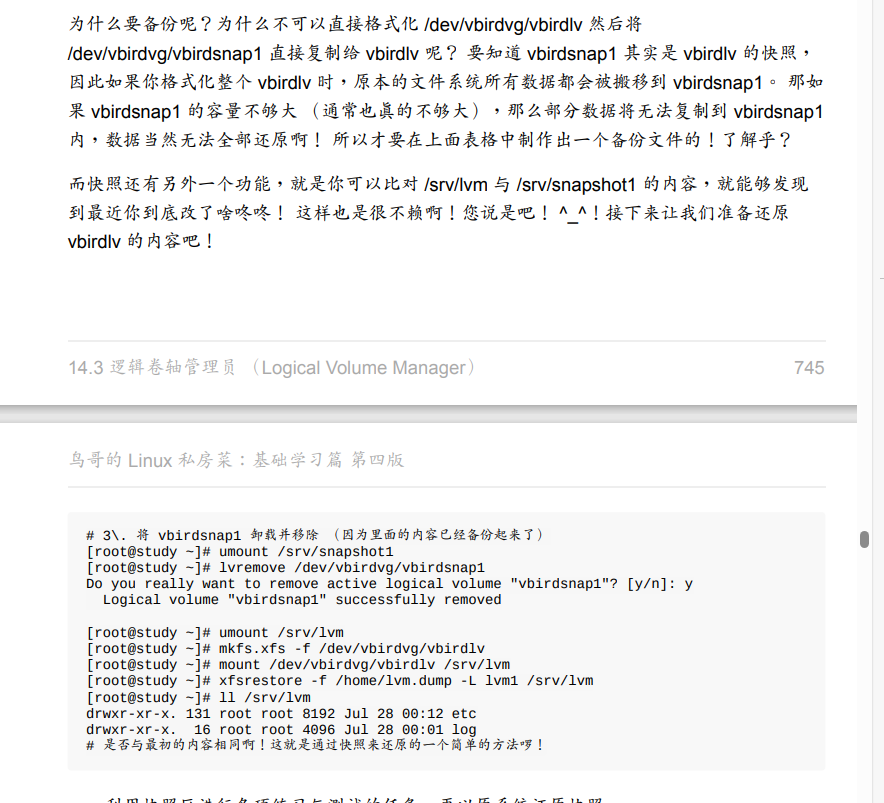 为什么要备份呢？为什么不可以直接格式化 /dev/vbirdvg/vbirdlv 然后将
/dev/vbirdvg/vbirdsnap1 直接复制给 vbirdlv 呢？ 要知道 vbirdsnap1 其实是 vbirdlv 的快照，
因此如果你格式化整个 vbirdlv 时，原本的文件系统所有数据都会被搬移到 vbirdsnap1。 那如
果 vbirdsnap1 的容量不够大 （通常也真的不够大），那么部分数据将无法复制到 vbirdsnap1
内，数据当然无法全部还原啊！ 所以才要在上面表格中制作出一个备份文件的！了解乎？
而快照还有另外一个功能，就是你可以比对 /srv/lvm 与 /srv/snapshot1 的内容，就能够发现
到最近你到底改了啥咚咚！ 这样也是很不赖啊！您说是吧！ ^_^！接下来让我们准备还原
vbirdlv 的内容吧！
14.3 逻辑卷轴管理员 （Logical Volume Manager） 745
鸟哥的 Linux 私房菜：基础学习篇 第四版
# 3\. 将 vbirdsnap1 卸载并移除 （因为里面的内容已经备份起来了）
[root@study ~]# umount /srv/snapshot1
[root@study ~]# lvremove /dev/vbirdvg/vbirdsnap1
Do you really want to remove active logical volume "vbirdsnap1"? [y/n]: y
  Logical volume "vbirdsnap1" successfully removed
[root@study ~]# umount /srv/lvm
[root@study ~]# mkfs.xfs -f /dev/vbirdvg/vbirdlv
[root@study ~]# mount /dev/vbirdvg/vbirdlv /srv/lvm
[root@study ~]# xfsrestore -f /home/lvm.dump -L lvm1 /srv/lvm
[root@study ~]# ll /srv/lvm
drwxr-xr-x. 131 root root 8192 Jul 28 00:12 etc
drwxr-xr-x.  16 root root 4096 Jul 28 00:01 log
# 是否与最初的内容相同啊！这就是通过快照来还原的一个简单的方法啰！